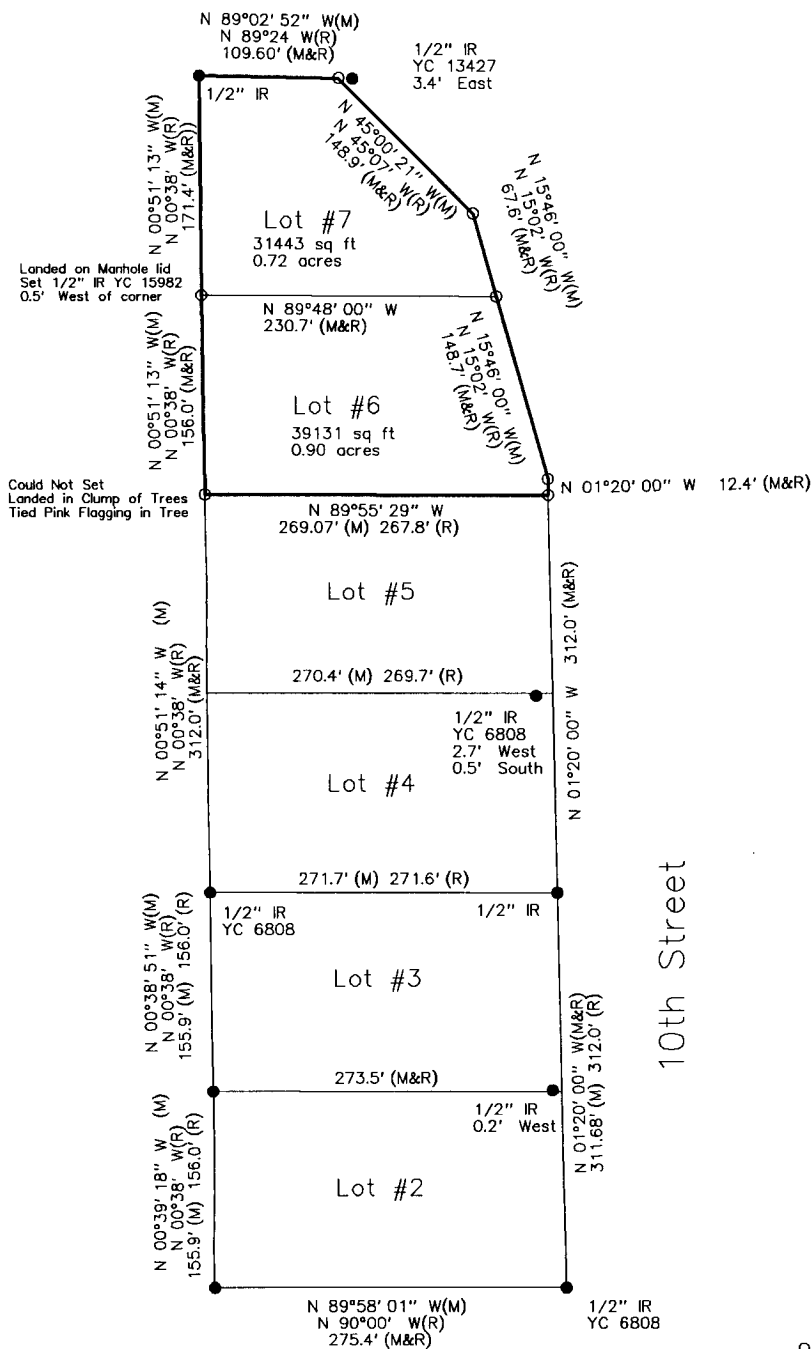 N 89°02' 52" W(M)
N 89°24 W(R)
109.60' (M&R)
1/2" IR
YC 13427
3.4' East
1/2" IR
N 00°51' 13" W(M)
N 00°38' W(R)
171.4' (M&R))
N 45°00' 21" W(M)
N 45°07' W(R)
148.9' (M&R)
N 15°46' 00" W(M)
N 15°02' W(R)
67.6' (M&R)
Lot #7
31443 sq ft
0.72 acres
Landed on Manhole lid
Set 1/2" IR YC 15982
0.5' West of corner
N 89°48' 00" W
230.7' (M&R)
N 00°51' 13" W(M)
N 00°38' W(R)
156.0' (M&R)
N 15°46' 00" W(M)
N 15°02' W(R)
148.7' (M&R)
Lot #6
39131 sq ft
0.90 acres
Could Not Set
Landed in Clump of Trees
Tied Pink Flagging in Tree
N 01°20' 00" W 12.4' (M&R)
N 89°55' 29" W
269.07' (M) 267.8' (R)
Lot #5
N 00°51' 14" W (M)
N 00°38' W(R)
312.0' (M&R)
N 01°20' 00" W 312.0' (M&R)
270.4' (M) 269.7' (R)
1/2" IR
YC 6808
2.7' West
0.5' South
Lot #4
271.7' (M) 271.6' (R)
1/2" IR
YC 6808
1/2" IR
10th Street
N 00°38' 51" W(M)
N 00°38' W(R)
155.9' (M) 156.0' (R)
Lot #3
N 01°20' 00" W(M&R)
311.68' (M) 312.0' (R)
273.5' (M&R)
1/2" IR
0.2' West
N 00°39' 18" W (M)
N 00°38' W(R)
155.9' (M) 156.0' (R)
Lot #2
N 89°58' 01" W(M)
N 90°00' W(R)
275.4' (M&R)
1/2" IR
YC 6808